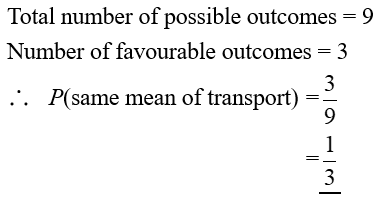 Total number of possible outcomes = 9
Number of favourable outcomes = 3
∴ P(same mean of transport) = 3/9
= 1/3